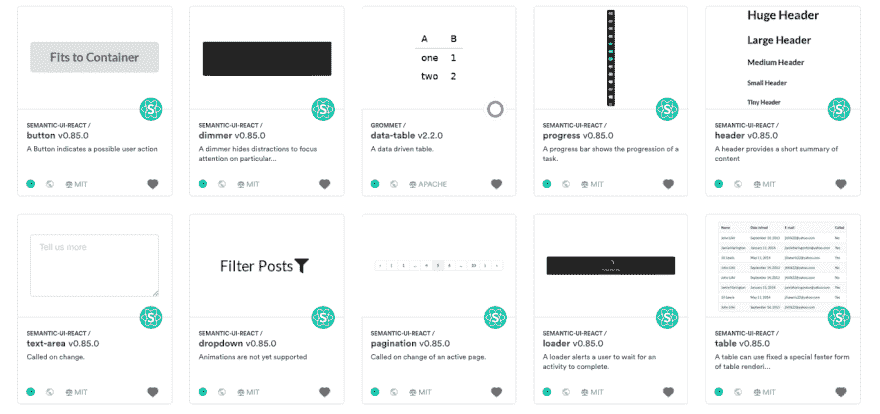 Fits to Container
SEMANTIC-UI-REACT /
button v0.85.0
A Button indicates a possible user action
MIT
SEMANTIC-UI-REACT /
dimmer v0.85.0
A dimmer hides distractions to focus
attention on particular...
MIT
A B
one 1
two 2
GROMMET /
data-table v2.2.0
A data driven table.
APACHE
SEMANTIC-UI-REACT /
progress v0.85.0
A progress bar shows the progression of a
task.
MIT
Huge Header
Large Header
Medium Header
Small Header
Tiny Header
SEMANTIC-UI-REACT /
header v0.85.0
A header provides a short summary of
content
MIT
Tell us more
SEMANTIC-UI-REACT /
text-area v0.85.0
Called on change.
MIT
Filter Posts
SEMANTIC-UI-REACT /
dropdown v0.85.0
Animations are not yet supported
MIT
SEMANTIC-UI-REACT /
pagination v0.85.0
Called on change of an active page.
MIT
SEMANTIC-UI-REACT /
loader v0.85.0
A loader alerts a user to wait for an
activity to complete.
MIT
SEMANTIC-UI-REACT /
table v0.85.0
A table can use fixed a special faster form
of table renderi...
MIT